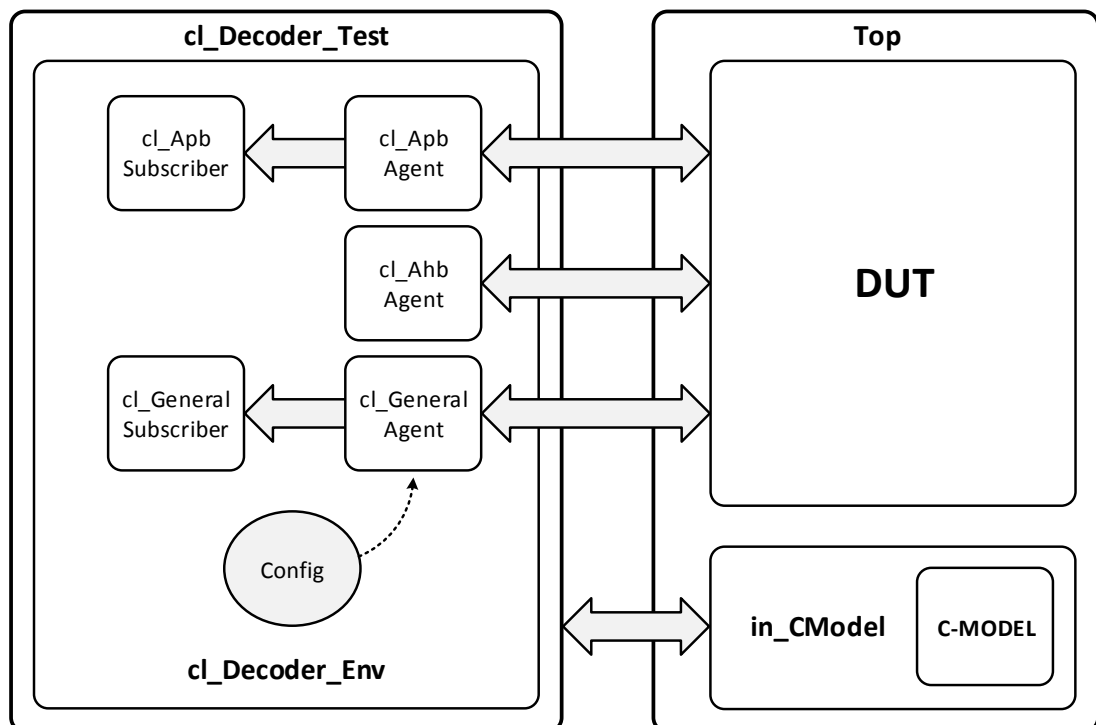 cl_Decoder_Test
Top
cl_Apb
Subscriber
cl_Apb
Agent
cl_Ahb
Agent
DUT
cl_General
Subscriber
cl_General
Agent
Config
cl_Decoder_Env
in_CModel
C-MODEL